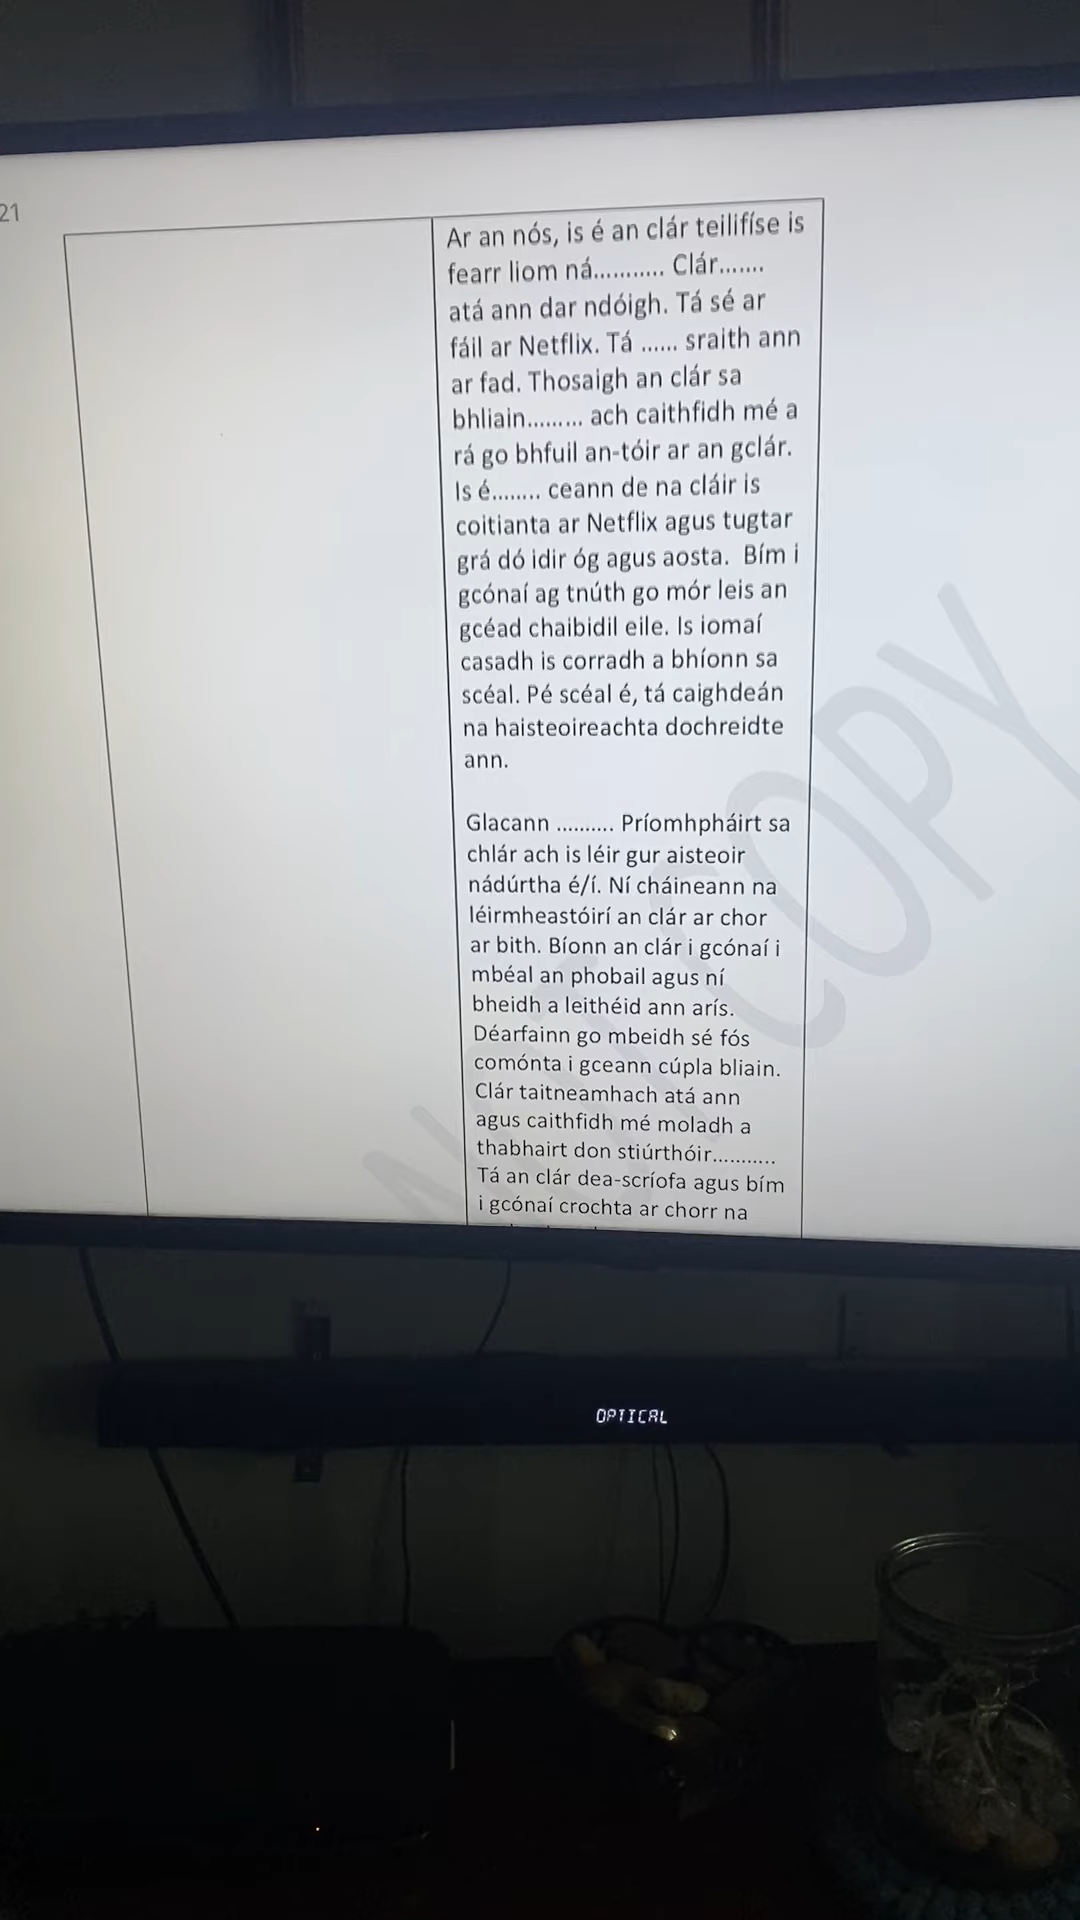 21
Ar an nós, is é an clár teilifíse is
fearr liom ná........... Clár.......
atá ann dar ndóigh. Tá sé ar
fáil ar Netflix. Tá ...... sraith ann
ar fad. Thosaigh an clár sa
bhliain......... ach caithfidh mé a
rá go bhfuil an-tóir ar an gclár.
Is é........ ceann de na cláir is
coitianta ar Netflix agus tugtar
grá dó idir óg agus aosta. Bím i
gcónaí ag tnúth go mór leis an
gcéad chaibidil eile. Is iomaí
casadh is corradh a bhíonn sa
scéal. Pé scéal é, tá caighdeán
na haisteoireachta dochreidte
ann.
Glacann .......... Príomhpháirt sa
chlár ach is léir gur aisteoir
nádúrtha é/í. Ní cháineann na
léirmheastóirí an clár ar chor
ar bith. Bíonn an clár i gcónaí i
mbéal an phobail agus ní
bheidh a leithéid ann arís.
Déarfainn go mbeidh sé fós
comónta i gceann cúpla bliain.
Clár taitneamhach atá ann
agus caithfidh mé moladh a
thabhairt don stiúrthóir...........
Tá an clár dea-scríofa agus bím
i gcónaí crochta ar chorr na
COPY
OPTICAL